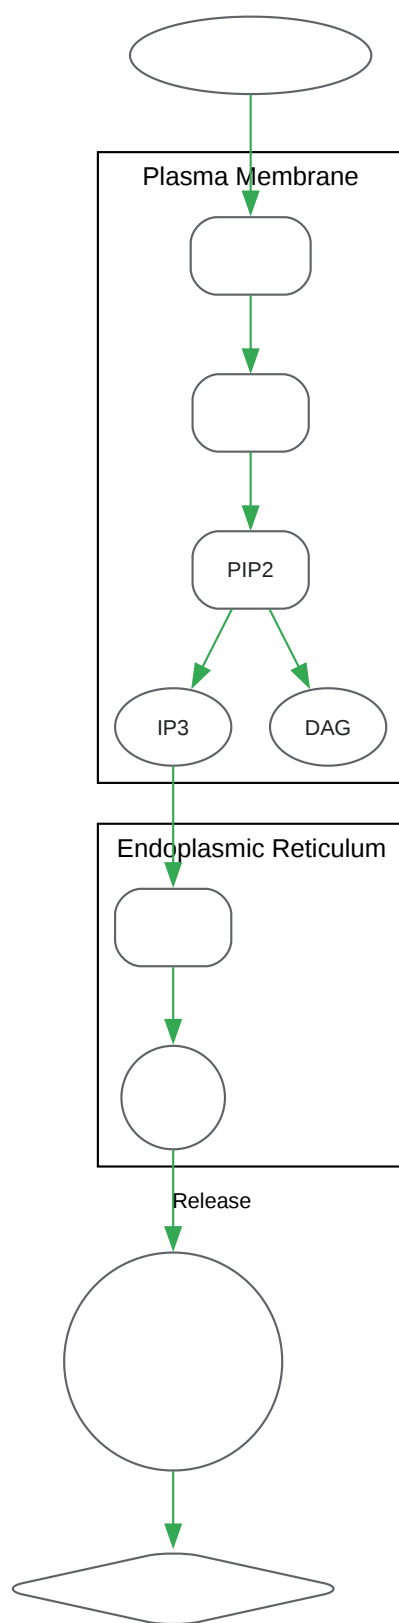 Plasma Membrane
PIP2
IP3
DAG
Endoplasmic Reticulum
Release